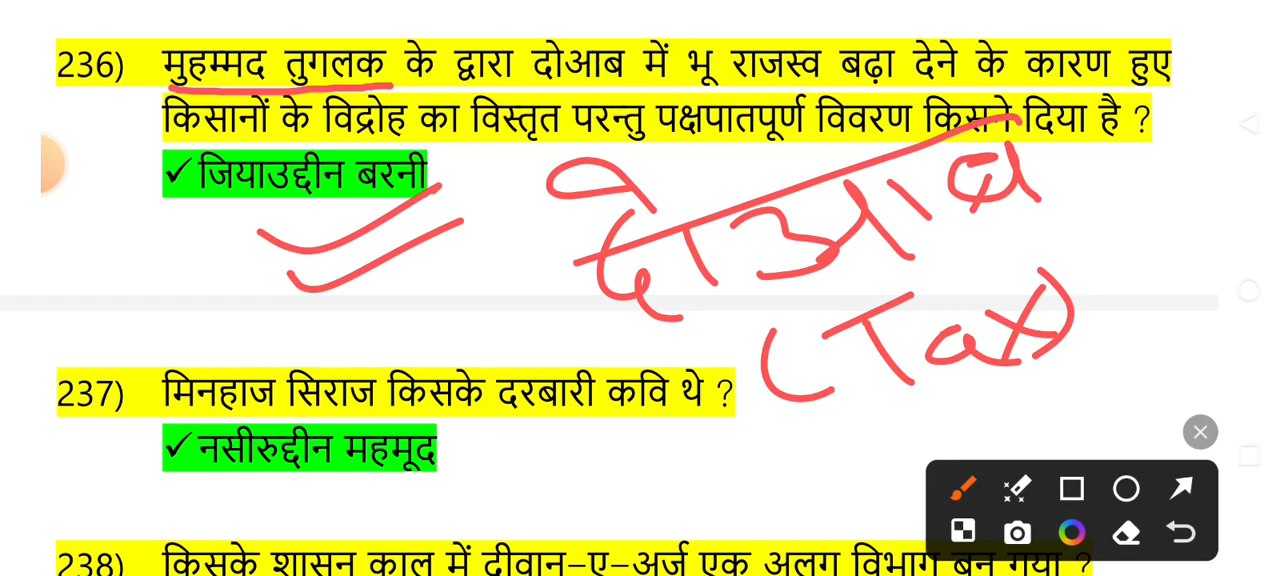 236) मुहम्मद तुगलक के द्वारा दोआब में भू राजस्व बढ़ा देने के कारण हुए
किसानों के विद्रोह का विस्तृत परन्तु पक्षपातपूर्ण विवरण किसने दिया है ?
✓जियाउद्दीन बरनी
दोआब
(Tax)
237) मिनहाज सिराज किसके दरबारी कवि थे ?
✓नसीरुद्दीन महमूद
238) किसके शासन काल में दीवान-ए-अर्ज एक अलग विभाग बन गया ?